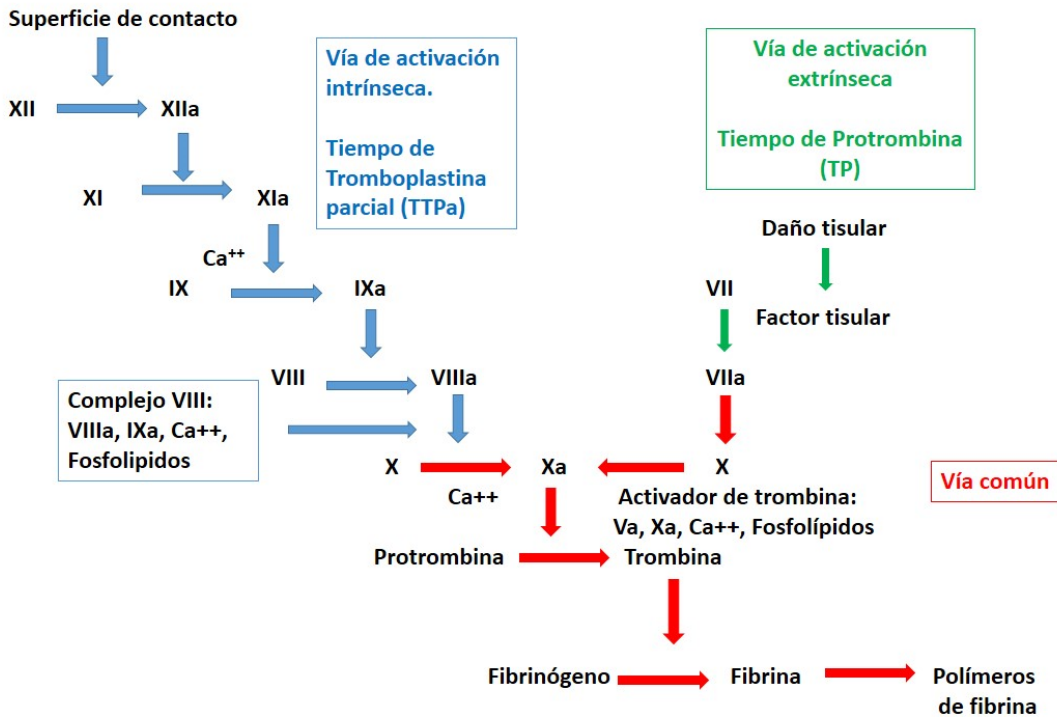 Superficie de contacto
XII
XIIa
XI
XIa
Ca++
IX
IXa
VIII
VIIIa
Complejo VIII:
VIIIa, IXa, Ca++,
Fosfolipidos
Vía de activación
intrínseca.
Tiempo de
Tromboplastina
parcial (TTPa)
Vía de activación
extrínseca
Tiempo de Protrombina
(TP)
Daño tisular
VII
Factor tisular
VIIa
X
Xa
X
Ca++
Activador de trombina:
Va, Xa, Ca++, Fosfolípidos
Vía común
Protrombina
Trombina
Fibrinógeno
Fibrina
Polímeros
de fibrina